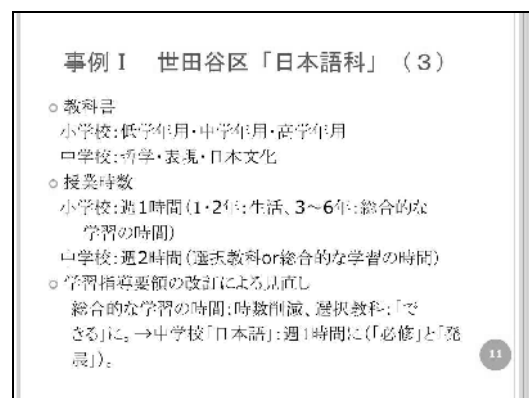 事例Ⅰ　世田谷区「日本語科」（３）
○ 教科書
小学校:低学年用・中学年用・高学年用
中学校:哲学・表現・日本文化
○ 授業時数
小学校:週1時間(1・2年:生活、3～6年:総合的な
学習の時間)
中学校:週2時間(選択教科or総合的な学習の時間)
○ 学習指導要領の改訂による見直し
総合的な学習の時間:時数削減、選択教科:「で
きる」に。→中学校「日本語」:週1時間に(「必修」と「発
展」)。
11